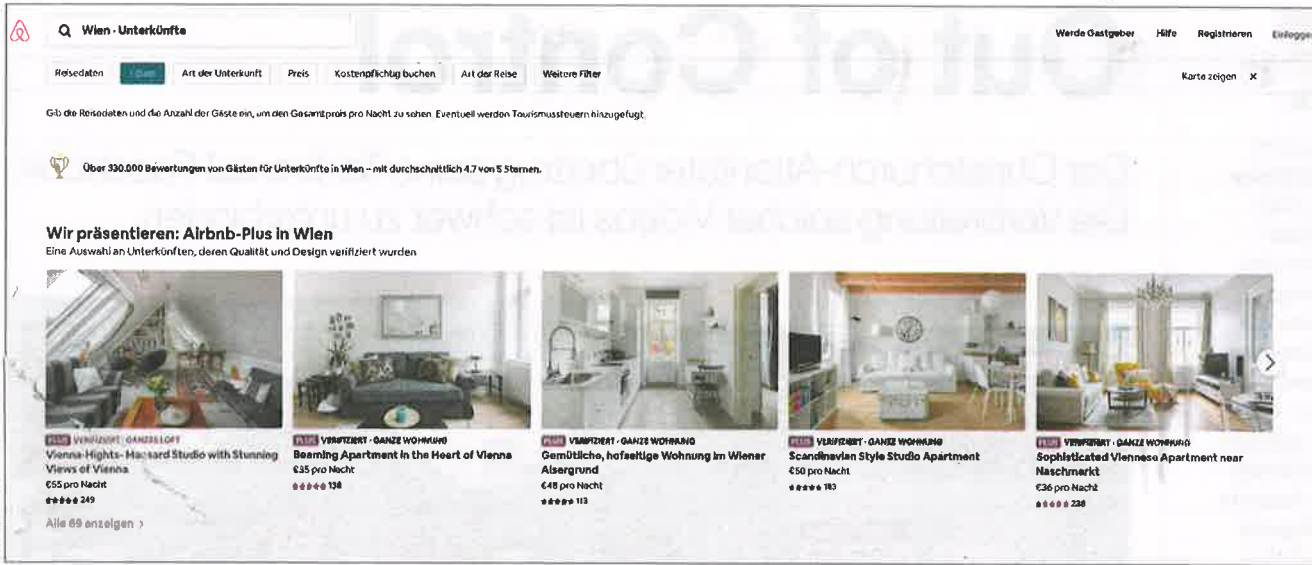 Wien · Unterkünfte
Werde Gastgeber Hilfe Registrieren Einloggen
Reisedaten Art der Unterkunft Preis Kostenpflichtig buchen Art der Reise Weitere Filter
Karte zeigen ×
Gib die Reisedaten und die Anzahl der Gäste ein, um den Gesamtpreis pro Nacht zu sehen. Eventuell werden Tourismussteuern hinzugefügt.
Über 330.000 Bewertungen von Gästen für Unterkünfte in Wien – mit durchschnittlich 4,7 von 5 Sternen.
Wir präsentieren: Airbnb-Plus in Wien
Eine Auswahl an Unterkünften, deren Qualität und Design verifiziert wurden
PLUS VERIFIZIERT · GANZES LOFT
Vienna-Hights- Mansard Studio with Stunning
Views of Vienna
€55 pro Nacht
249
PLUS VERIFIZIERT · GANZE WOHNUNG
Beaming Apartment in the Heart of Vienna
€35 pro Nacht
138
PLUS VERIFIZIERT · GANZE WOHNUNG
Gemütliche, hofseitige Wohnung im Wiener
Alsergrund
€48 pro Nacht
113
PLUS VERIFIZIERT · GANZE WOHNUNG
Scandinavian Style Studio Apartment
€50 pro Nacht
183
PLUS VERIFIZIERT · GANZE WOHNUNG
Sophisticated Viennese Apartment near
Naschmarkt
€36 pro Nacht
238
Alle 69 anzeigen >